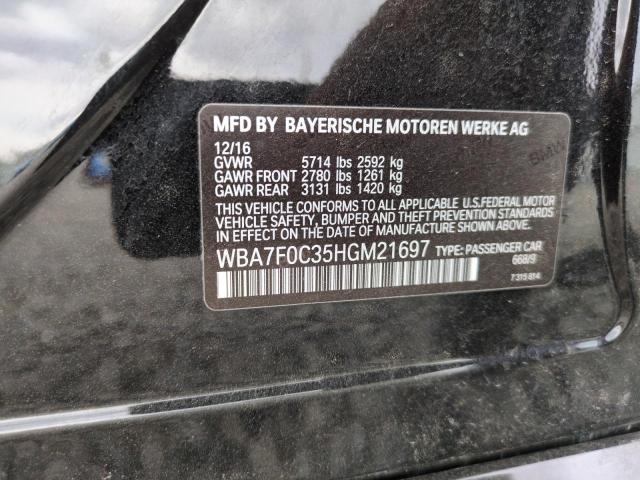 MFD BY BAYERISCHE MOTOREN WERKE AG
12/16
GVWR 5714 lbs 2592 kg
GAWR FRONT 2780 lbs 1261 kg
GAWR REAR 3131 lbs 1420 kg
THIS VEHICLE CONFORMS TO ALL APPLICABLE U.S.FEDERAL MOTOR
VEHICLE SAFETY, BUMPER AND THEFT PREVENTION STANDARDS
IN EFFECT ON THE DATE OF MANUFACTURE SHOWN ABOVE.
WBA7F0C35HGM21697 TYPE: PASSENGER CAR
668/9
7 315 814
BMW